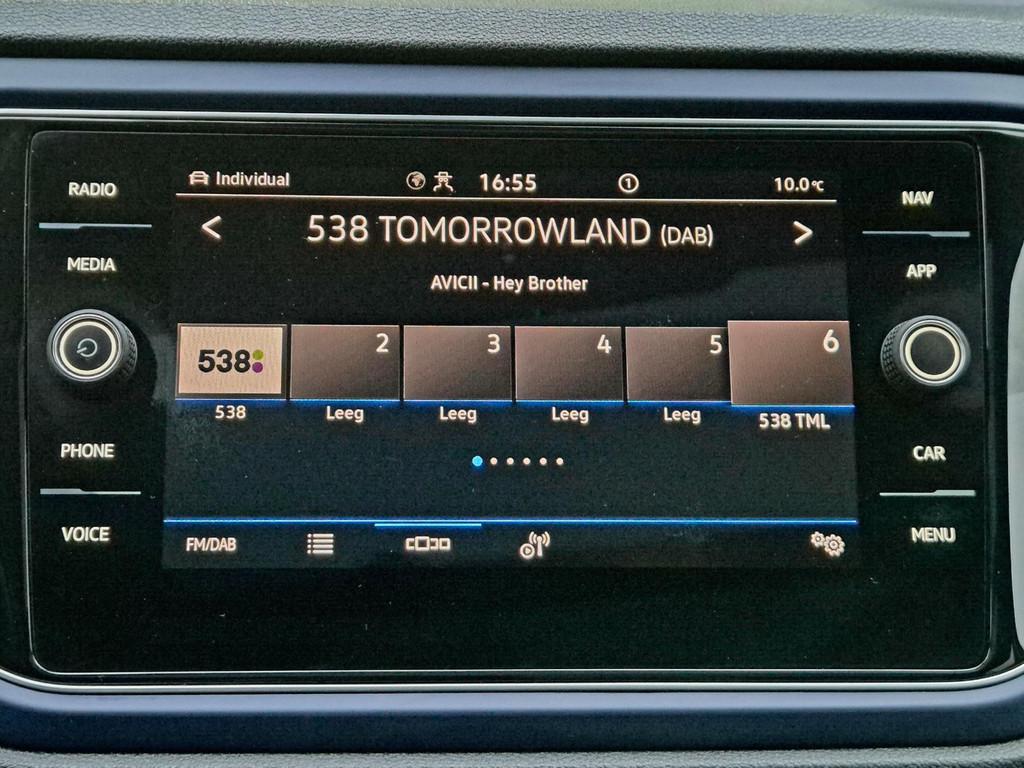 RADIO
MEDIA
PHONE
VOICE
Individual 16:55 1 10.0°C
< 538 TOMORROWLAND (DAB) >
AVICII - Hey Brother
538 2 3 4 5 6
538 Leeg Leeg Leeg Leeg 538 TML
FM/DAB
NAV
APP
CAR
MENU